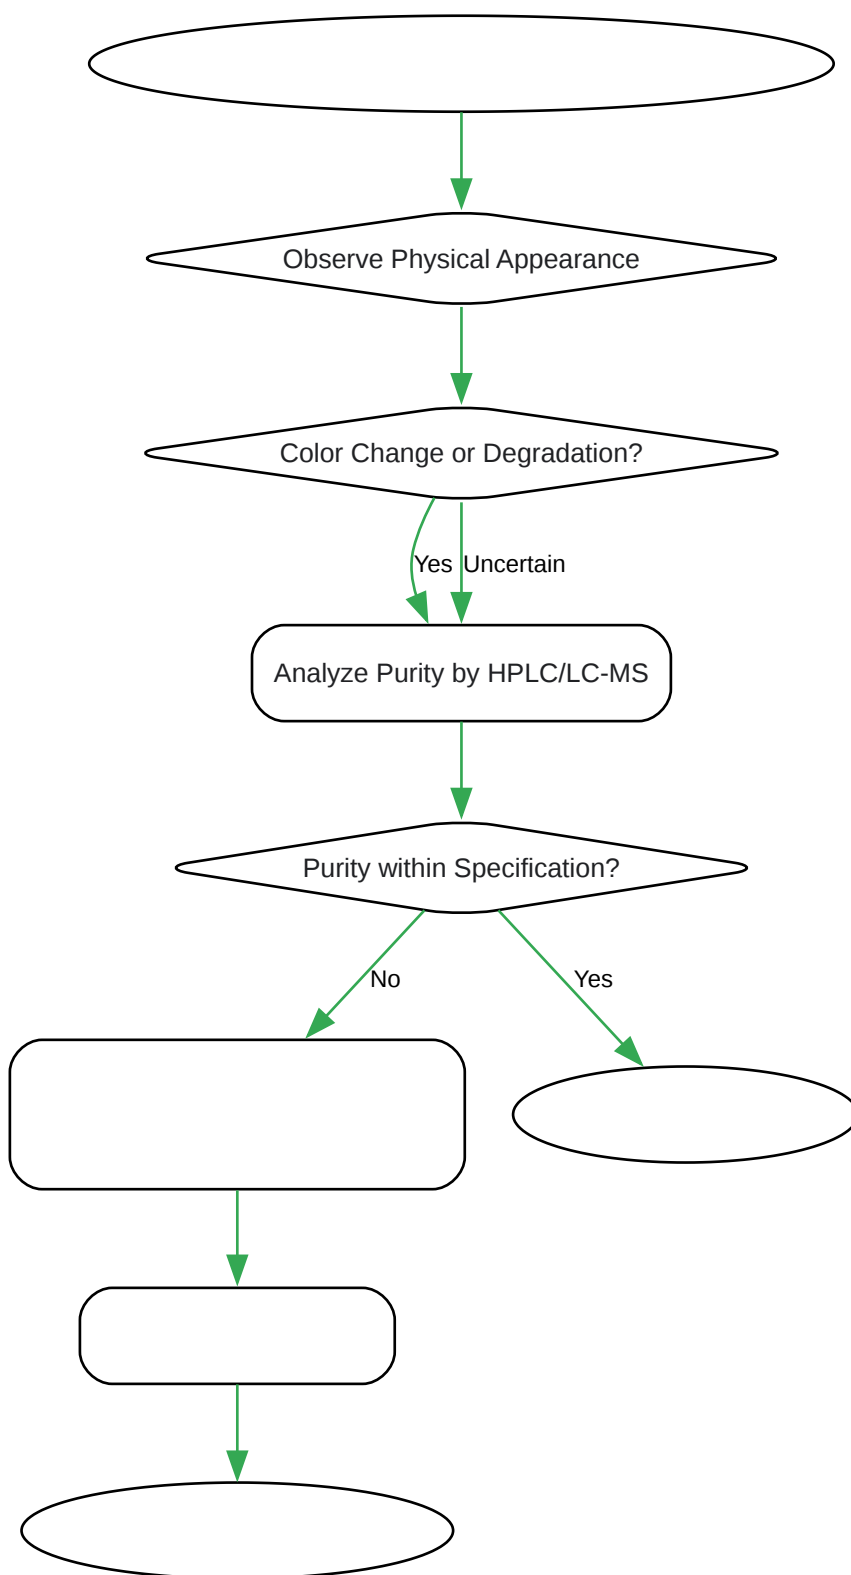 Observe Physical Appearance
Color Change or Degradation?
Yes
Uncertain
Analyze Purity by HPLC/LC-MS
Purity within Specification?
No
Yes